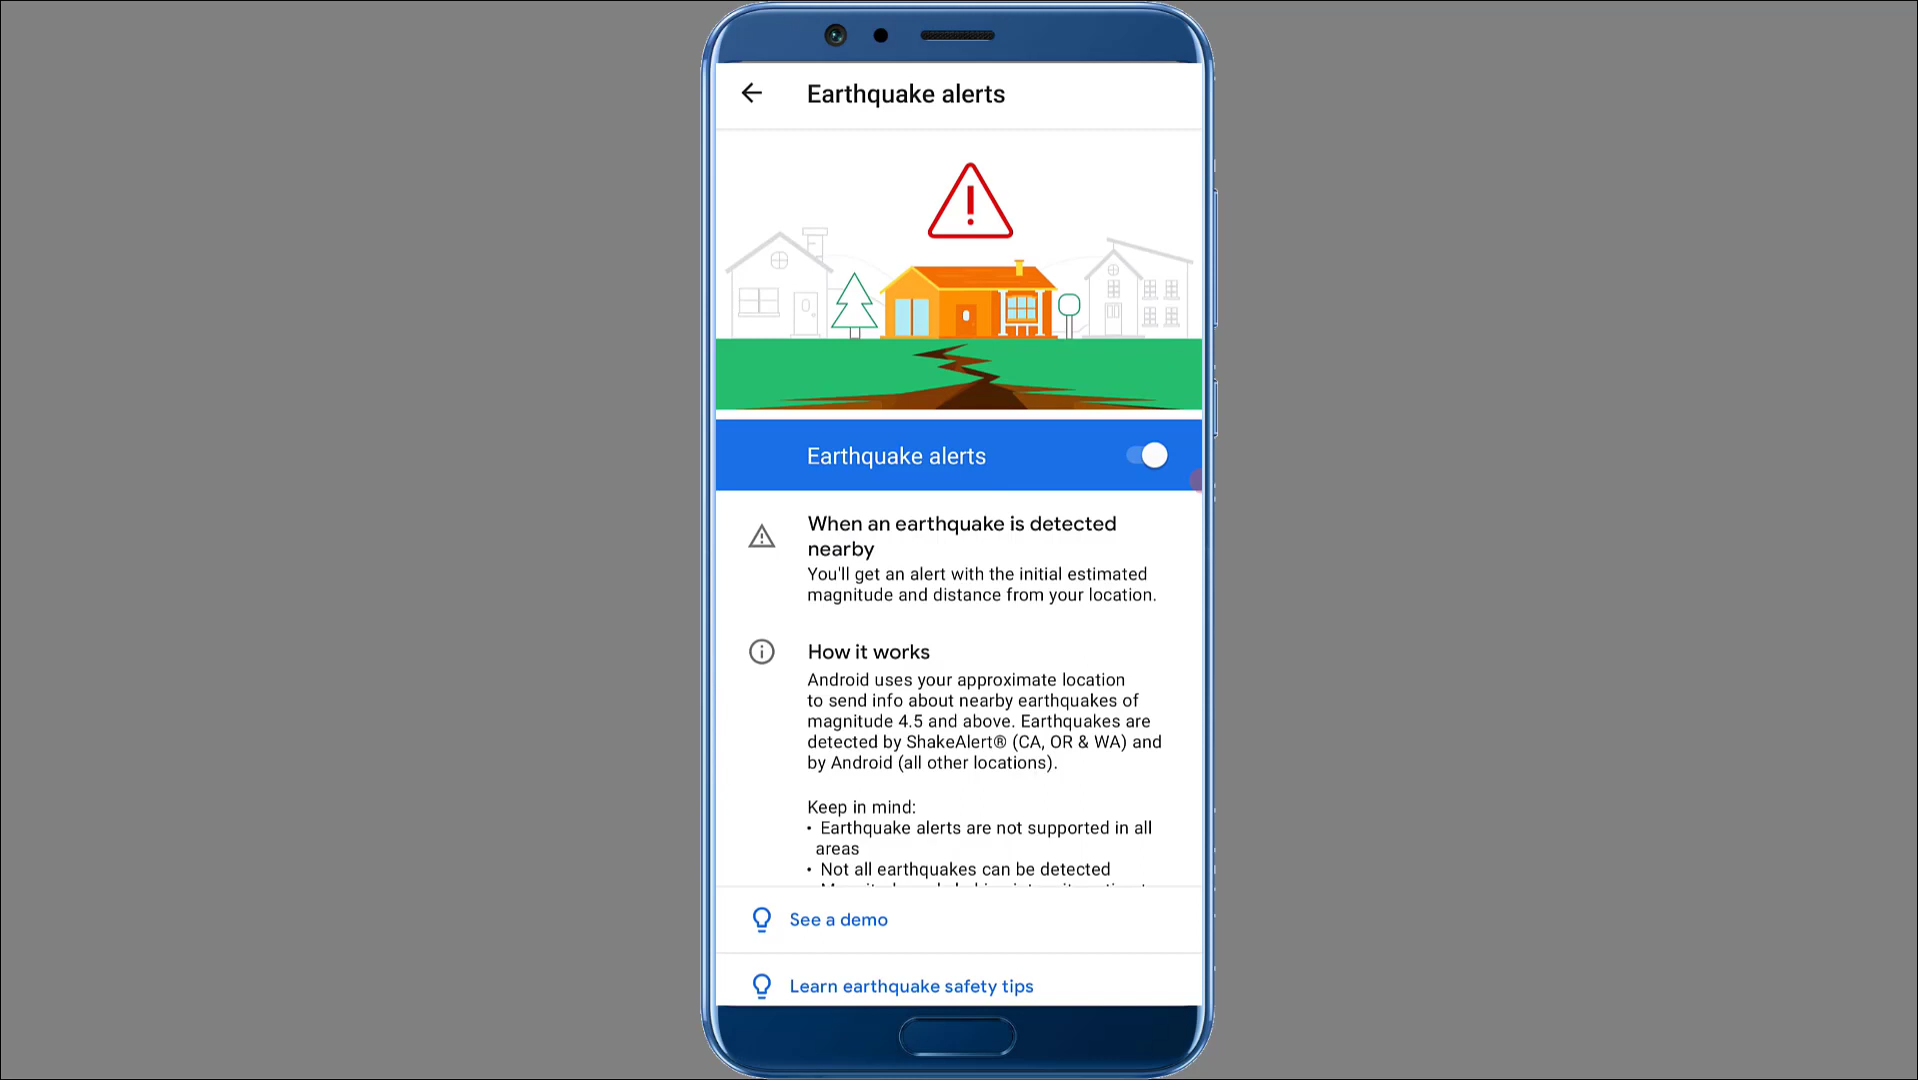 Earthquake alerts
Earthquake alerts
When an earthquake is detected
nearby
You'll get an alert with the initial estimated
magnitude and distance from your location.
How it works
Android uses your approximate location
to send info about nearby earthquakes of
magnitude 4.5 and above. Earthquakes are
detected by ShakeAlert® (CA, OR & WA) and
by Android (all other locations).
Keep in mind:
• Earthquake alerts are not supported in all
areas
• Not all earthquakes can be detected
See a demo
Learn earthquake safety tips